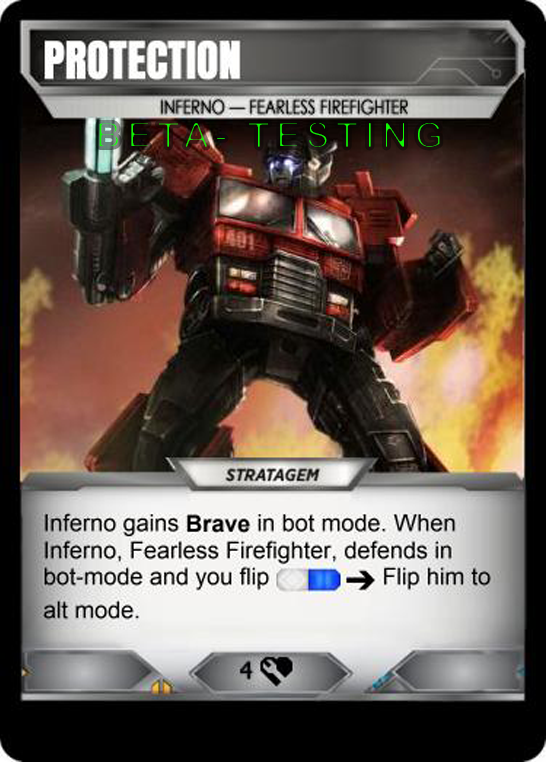 PROTECTION
INFERNO — FEARLESS FIREFIGHTER
BETA- TESTING
STRATAGEM
Inferno gains Brave in bot mode. When
Inferno, Fearless Firefighter, defends in
bot-mode and you flip → Flip him to
alt mode.
4